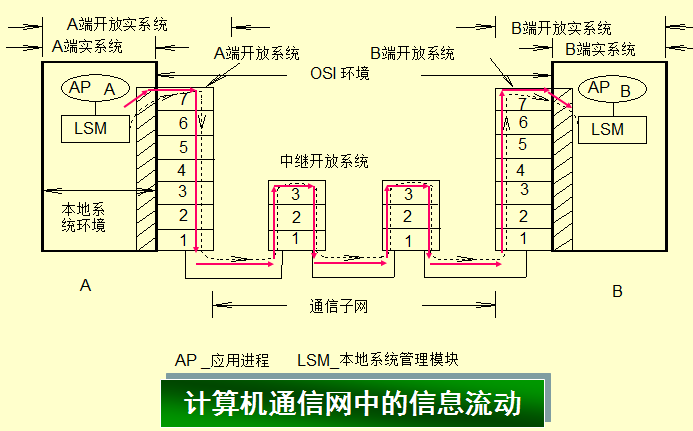 A端开放实系统
B端开放实系统
A端实系统
B端实系统
A端开放系统
B端开放系统
OSI 环境
AP A
LSM
AP B
LSM
7
6
5
4
3
2
1
中继开放系统
3
2
1
3
2
1
7
6
5
4
3
2
1
本地系
统环境
A
B
通信子网
AP _应用进程
LSM_本地系统管理模块
计算机通信网中的信息流动